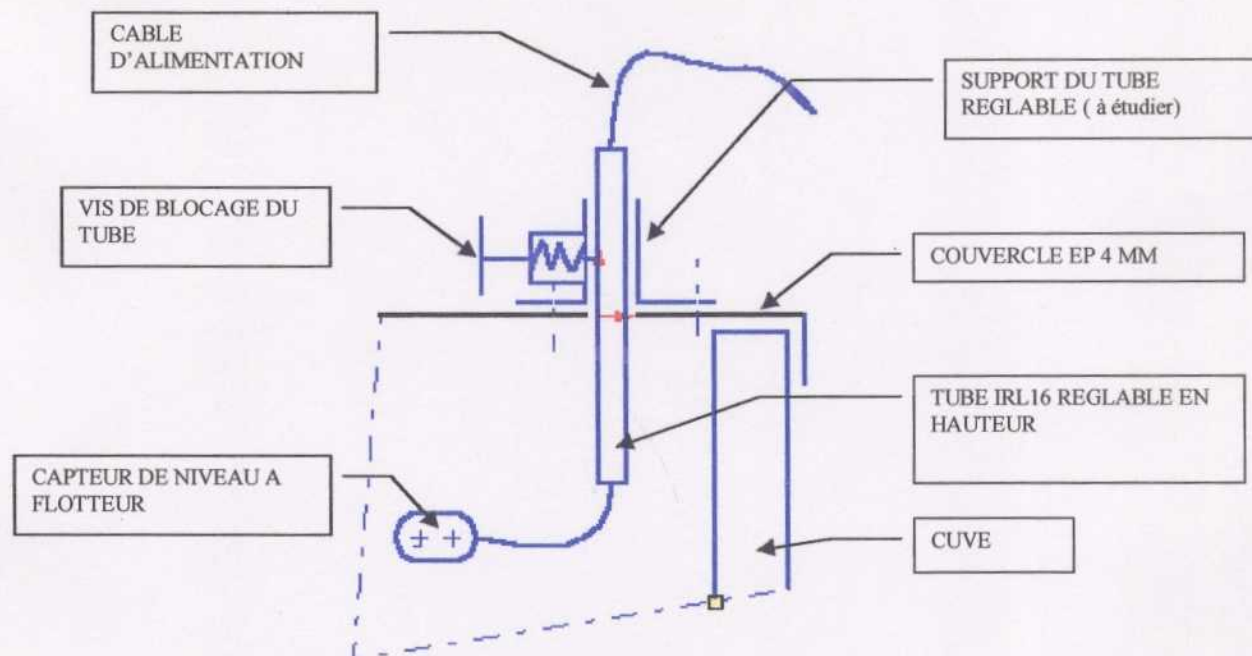 CABLE
D'ALIMENTATION
SUPPORT DU TUBE
REGLABLE ( à étudier)
VIS DE BLOCAGE DU
TUBE
COUVERCLE EP 4 MM
TUBE IRL16 REGLABLE EN
HAUTEUR
CAPTEUR DE NIVEAU A
FLOTTEUR
CUVE